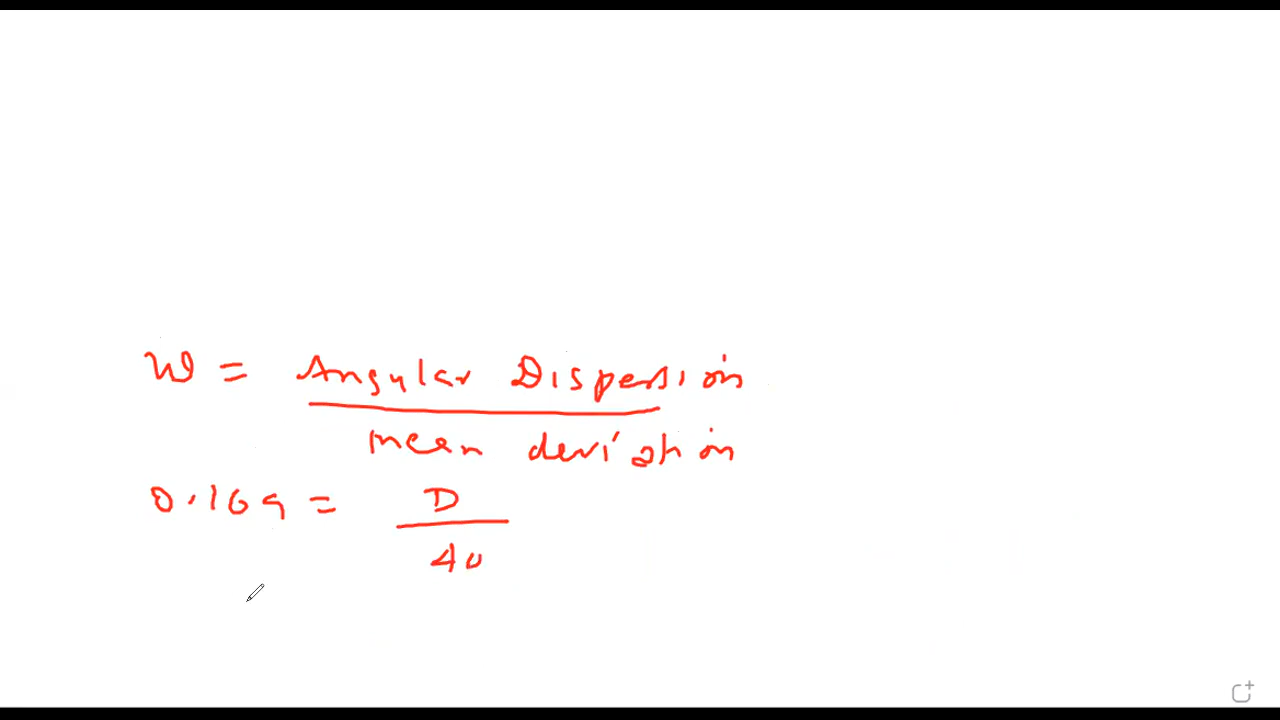 W = Angular Dispersion
mean deviation
0.169 = D
40